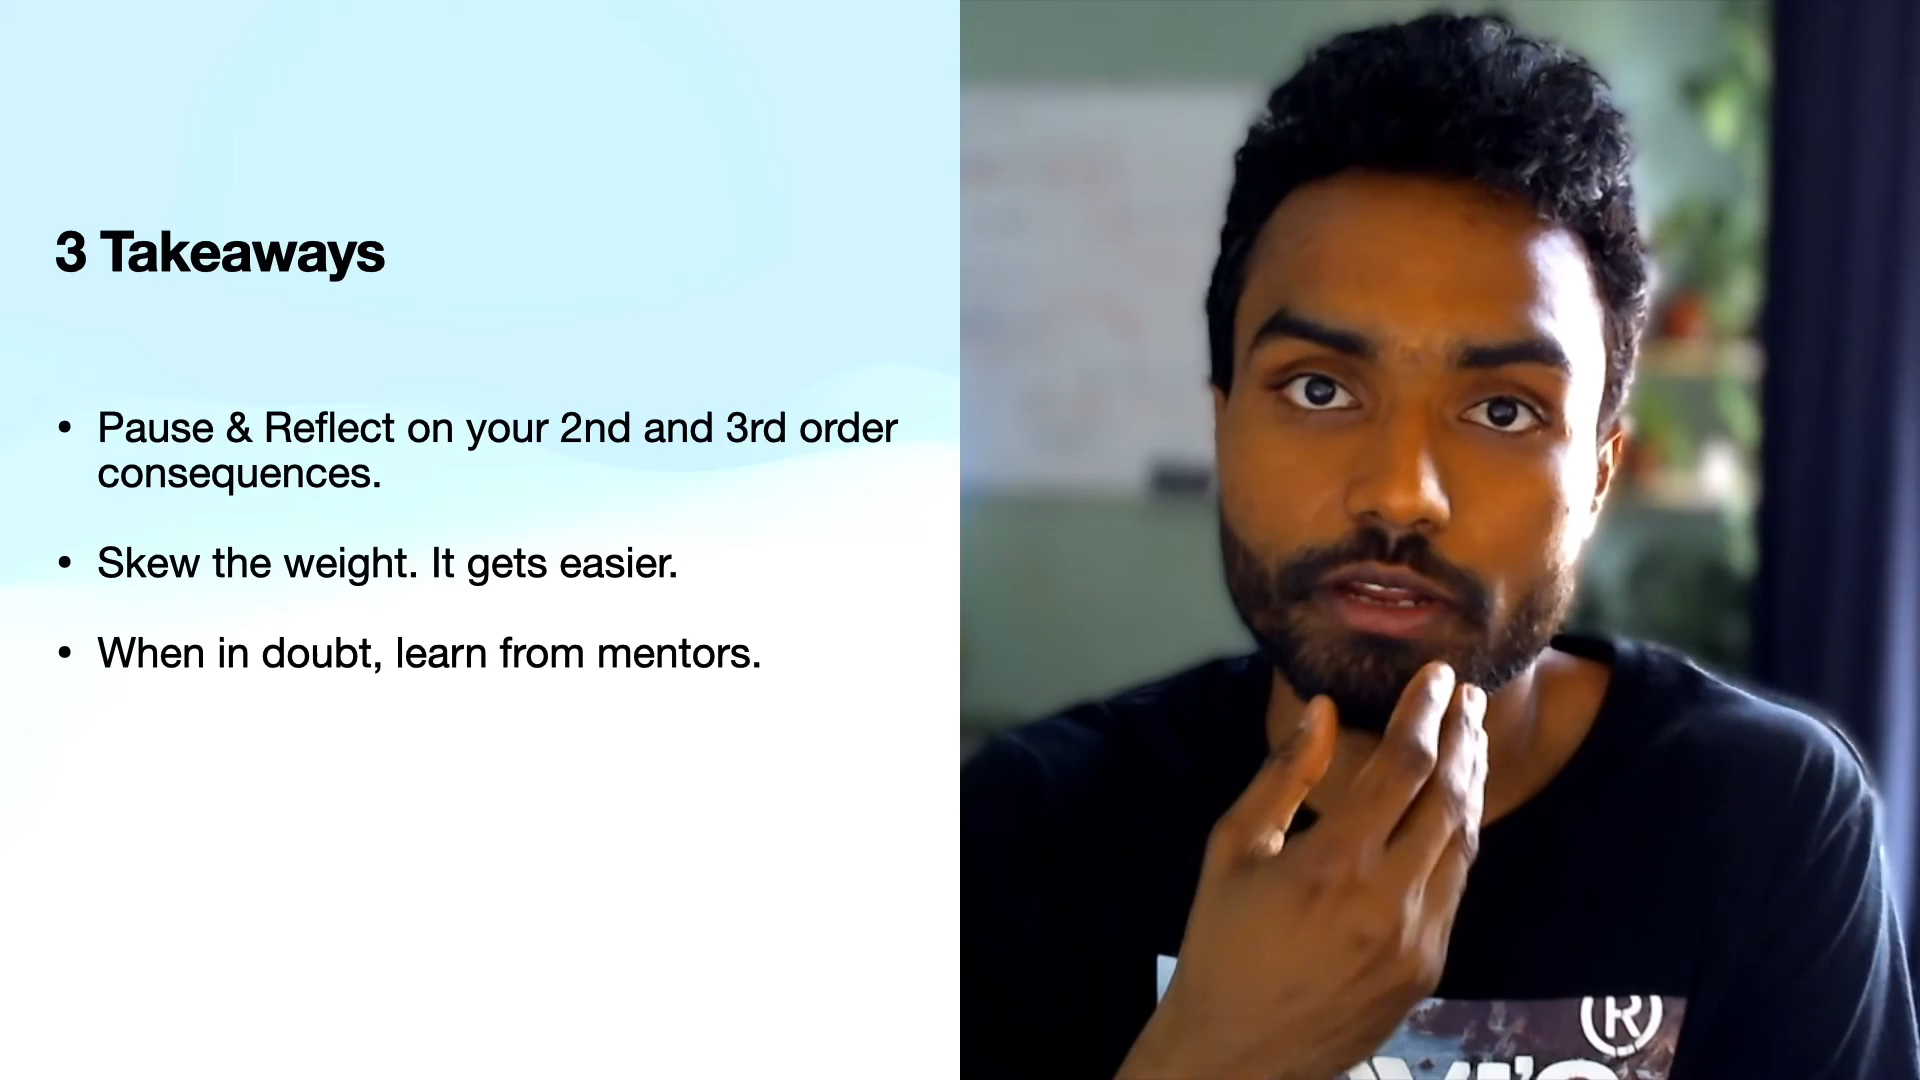 3 Takeaways
• Pause & Reflect on your 2nd and 3rd order
consequences.
• Skew the weight. It gets easier.
• When in doubt, learn from mentors.
®